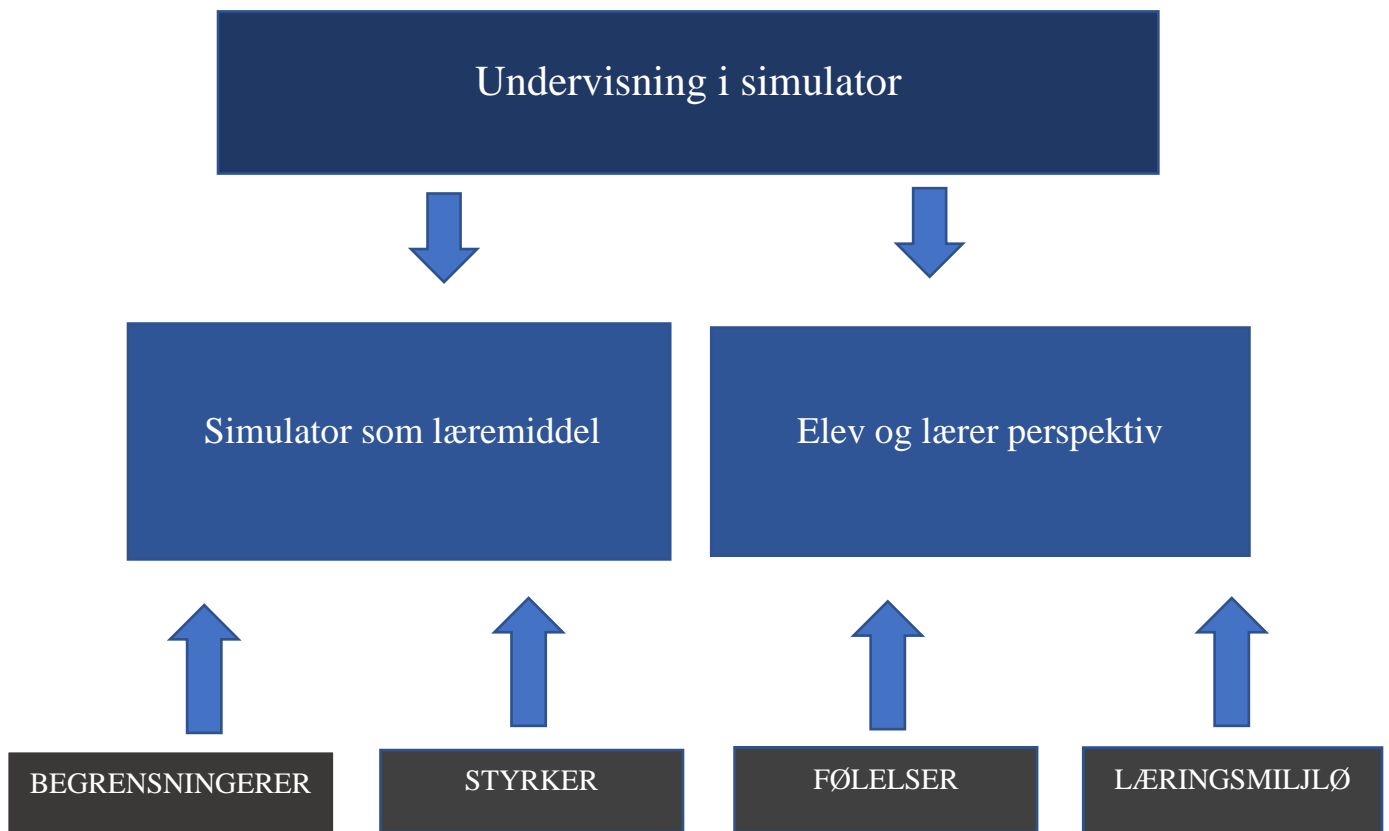 Undervisning i simulator
Simulator som læremiddel
Elev og lærer perspektiv
BEGRENSNINGERER
STYRKER
FØLELSER
LÆRINGSMILJLØ